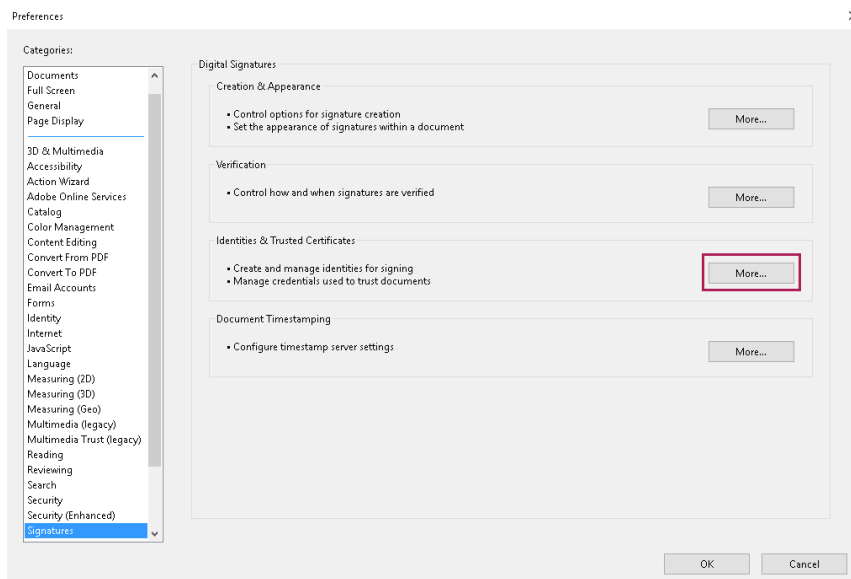 Preferences
Categories:
Documents
Full Screen
General
Page Display
3D & Multimedia
Accessibility
Action Wizard
Adobe Online Services
Catalog
Color Management
Content Editing
Convert From PDF
Convert To PDF
Email Accounts
Forms
Identity
Internet
JavaScript
Language
Measuring (2D)
Measuring (3D)
Measuring (Geo)
Multimedia (legacy)
Multimedia Trust (legacy)
Reading
Reviewing
Search
Security
Security (Enhanced)
Signatures
Digital Signatures
Creation & Appearance
• Control options for signature creation
• Set the appearance of signatures within a document
More...
Verification
• Control how and when signatures are verified
More...
Identities & Trusted Certificates
• Create and manage identities for signing
• Manage credentials used to trust documents
More...
Document Timestamping
• Configure timestamp server settings
More...
OK
Cancel